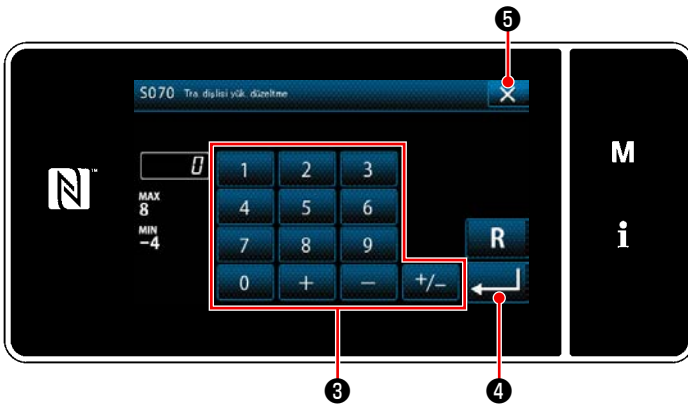 ❺
S070 Tra. dişlisi yük. düzeltme
0
1 2 3
MAX
8
4 5 6
MIN
−4
7 8 9
R
0 + − +/−
M
i
N™
❸
❹